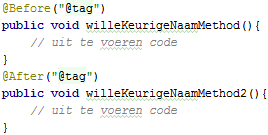 @Before("@tag")
public void willeKeurigeNaamMethod(){
// uit te voeren code
}
@After("@tag")
public void willeKeurigeNaamMethod2(){
// uit te voeren code
}